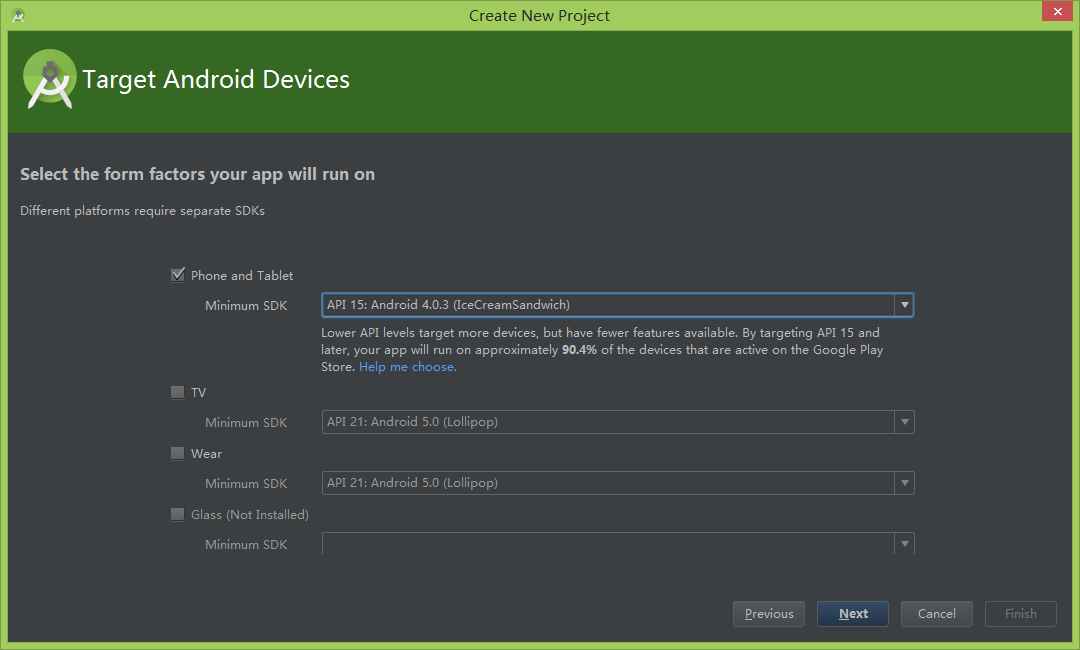 Create New Project
Target Android Devices
Select the form factors your app will run on
Different platforms require separate SDKs
Phone and Tablet
Minimum SDK API 15: Android 4.0.3 (IceCreamSandwich)
Lower API levels target more devices, but have fewer features available. By targeting API 15 and
later, your app will run on approximately 90.4% of the devices that are active on the Google Play
Store. Help me choose.
TV
Minimum SDK API 21: Android 5.0 (Lollipop)
Wear
Minimum SDK API 21: Android 5.0 (Lollipop)
Glass (Not Installed)
Minimum SDK
Previous Next Cancel Finish